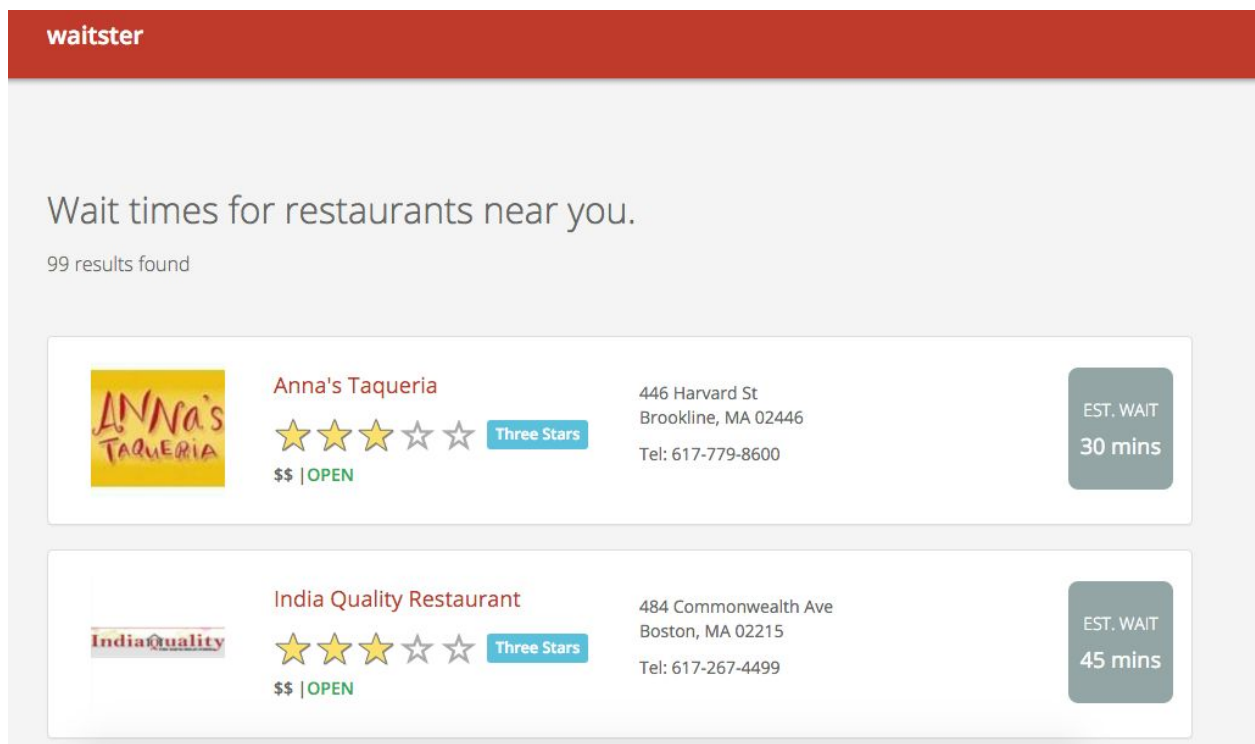 waitster
Wait times for restaurants near you.
99 results found
ANNA'S
TAQUERIA
Anna's Taqueria
Three Stars
$$ |OPEN
446 Harvard St
Brookline, MA 02446
Tel: 617-779-8600
EST. WAIT
30 mins
India Quality
India Quality Restaurant
Three Stars
$$ |OPEN
484 Commonwealth Ave
Boston, MA 02215
Tel: 617-267-4499
EST. WAIT
45 mins